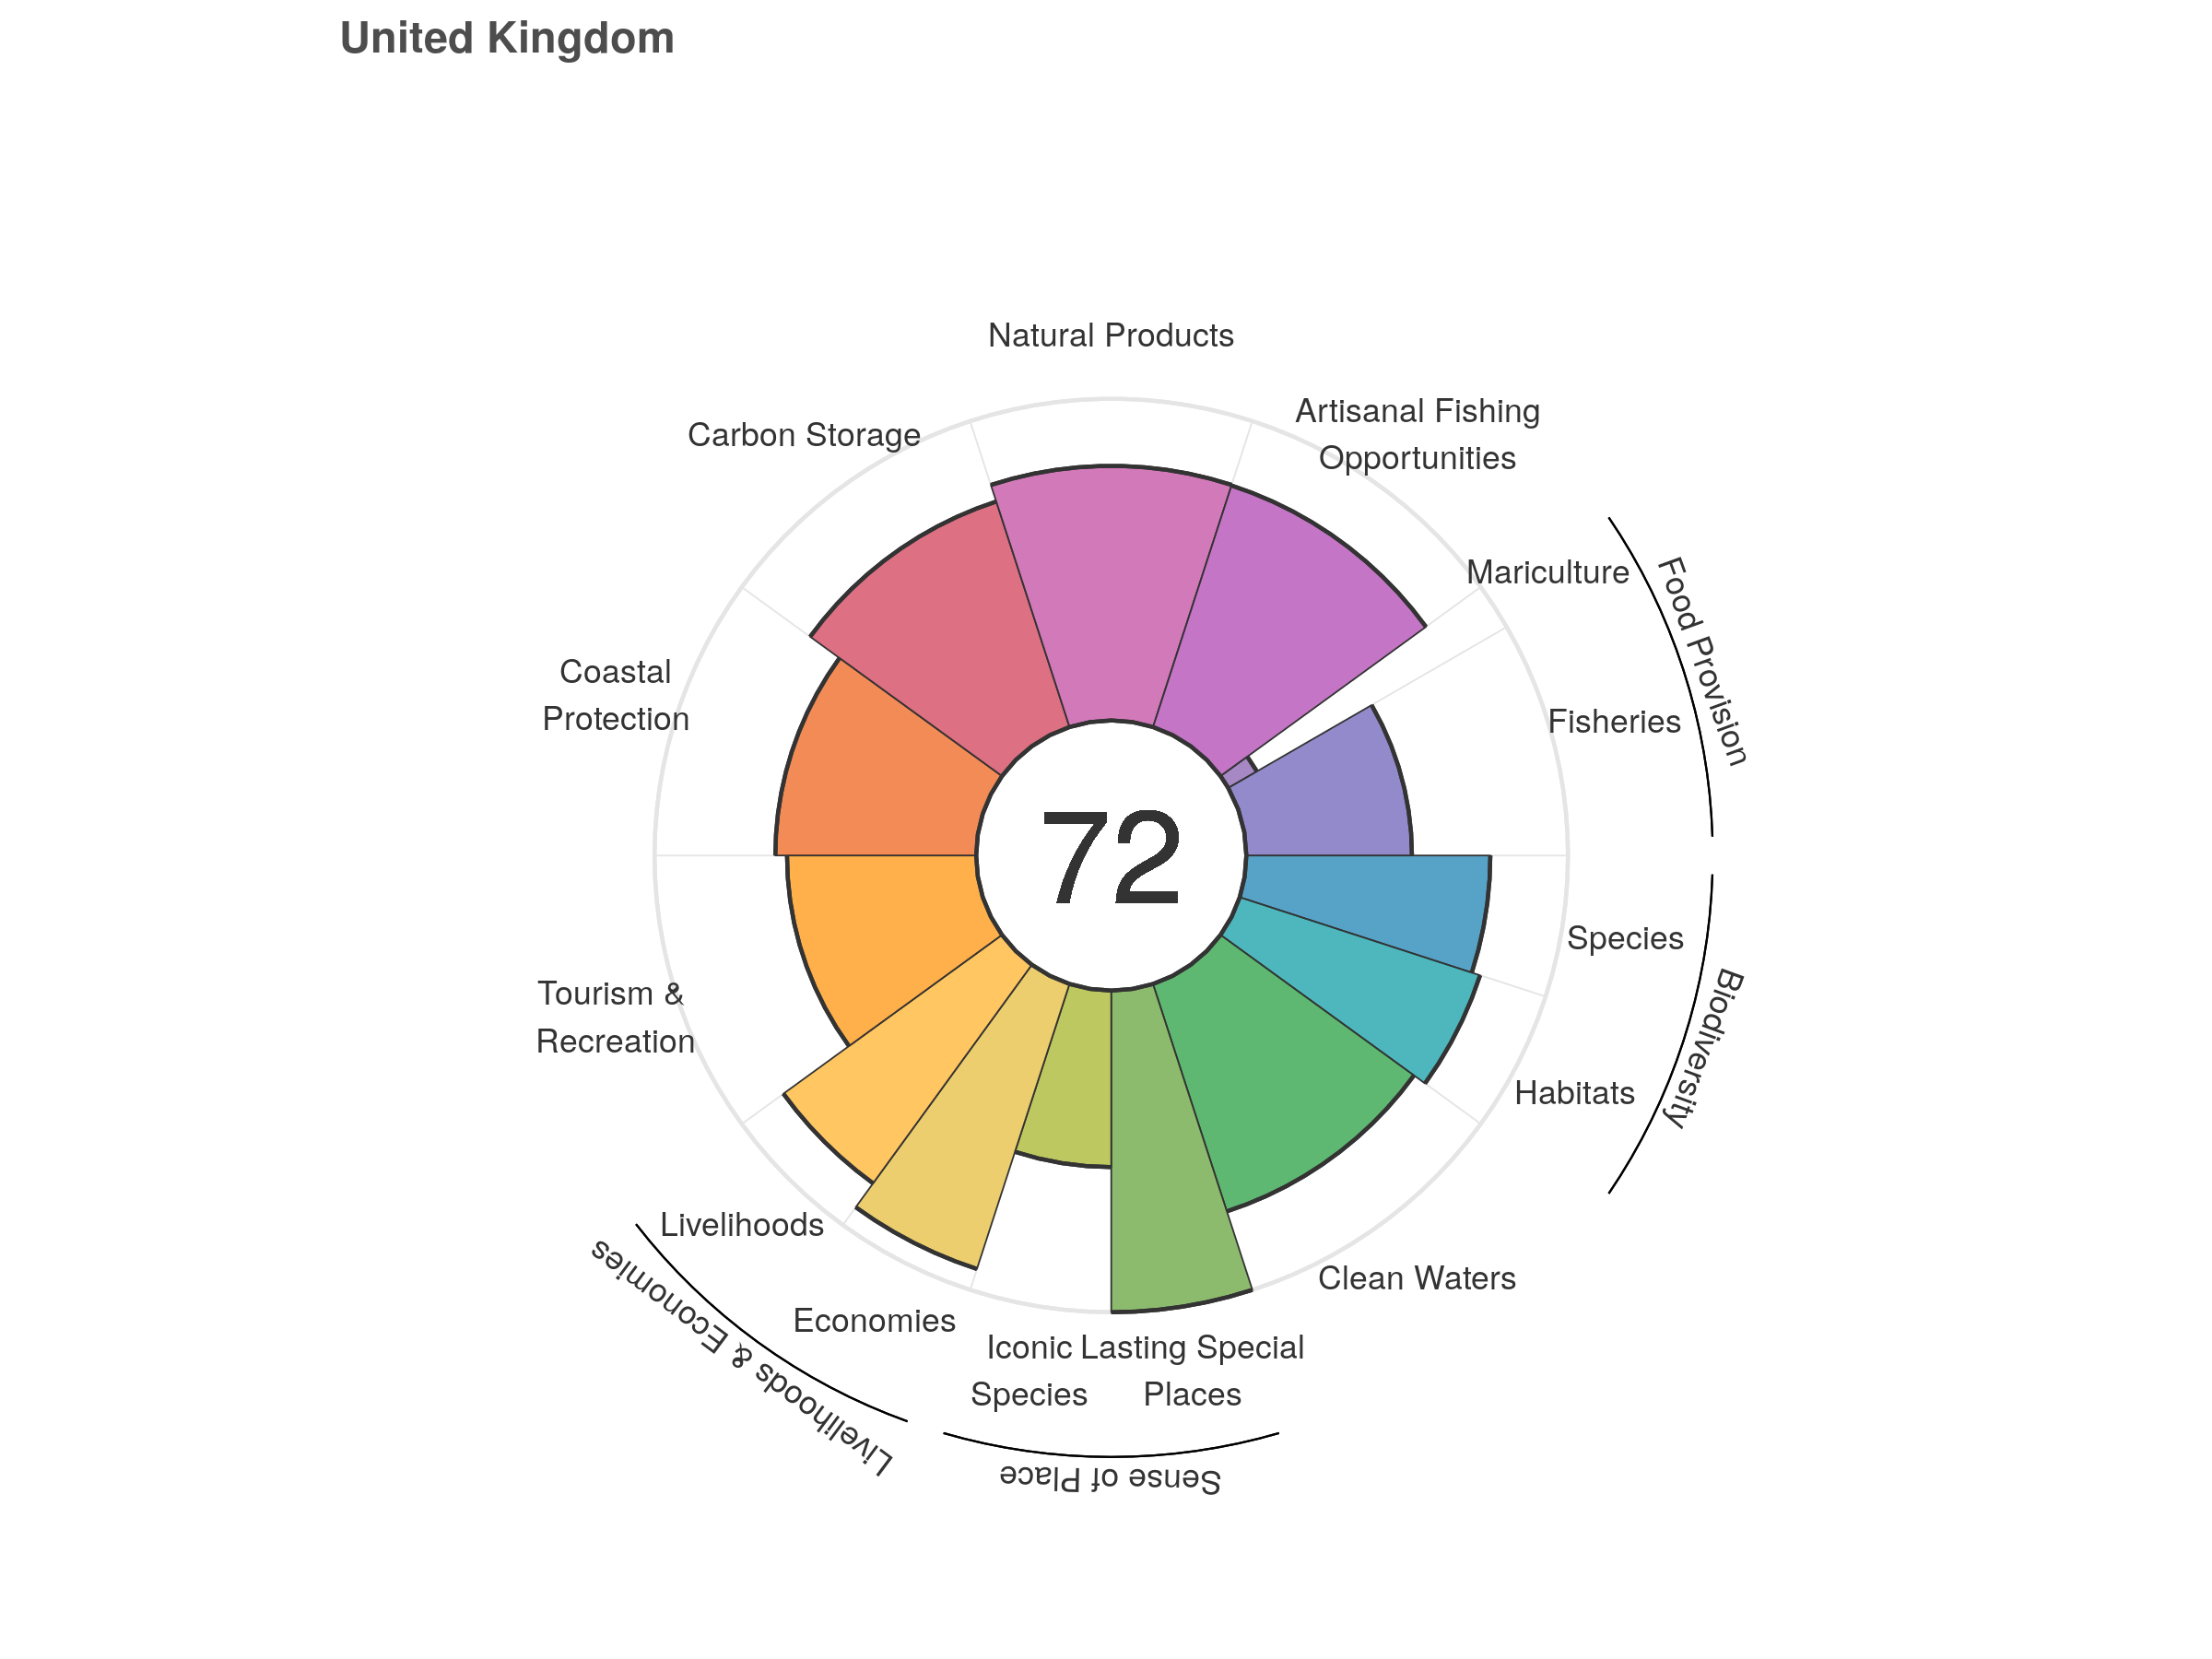 United Kingdom
Natural Products
Artisanal Fishing
Opportunities
Carbon Storage
Mariculture
Food Provision
Coastal
Protection
Fisheries
72
Species
Biodiversity
Tourism &
Recreation
Habitats
Livelihoods
Clean Waters
Economies
Livelihoods & Economies
Iconic
Species
Lasting Special
Places
Sense of Place